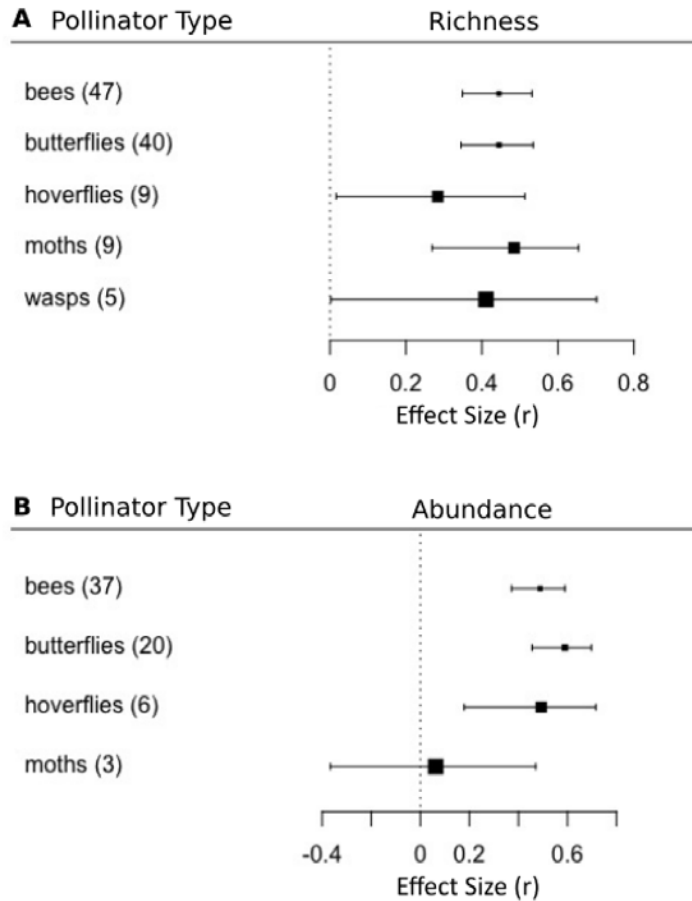 A Pollinator Type Richness
bees (47)
butterflies (40)
hoverflies (9)
moths (9)
wasps (5)
0 0.2 0.4 0.6 0.8
Effect Size (r)
B Pollinator Type Abundance
bees (37)
butterflies (20)
hoverflies (6)
moths (3)
-0.4 0 0.2 0.6
Effect Size (r)